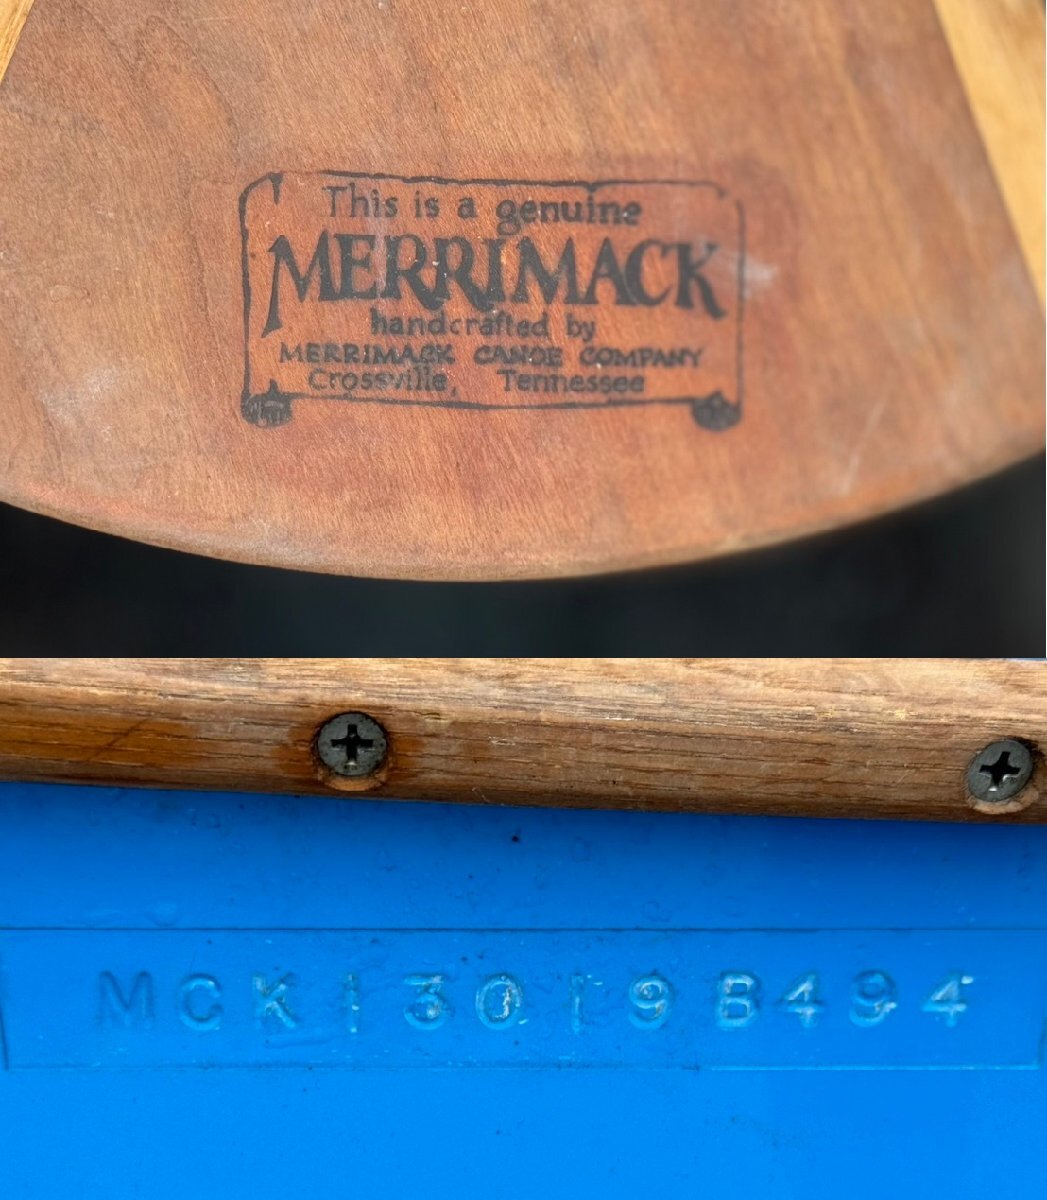 This is a genuine
MERRIMACK
handcrafted by
MERRIMACK CANOE COMPANY
Crossville, Tennessee
MCK13019B494